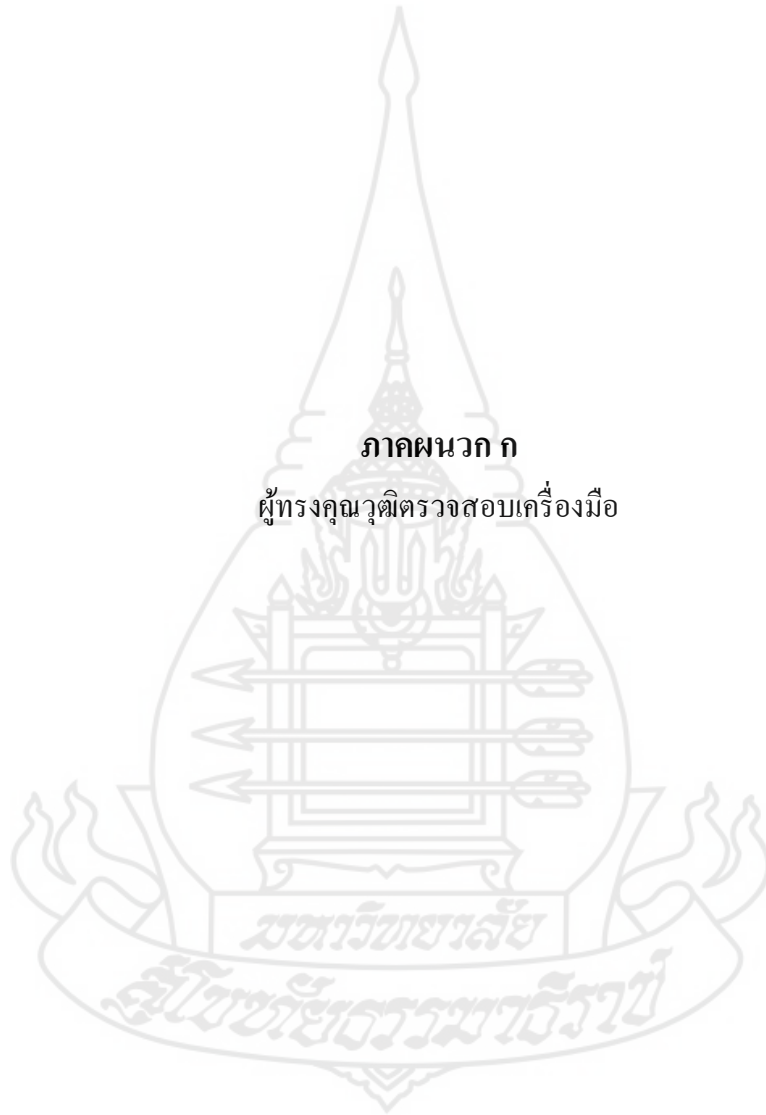 ภาคผนวก ก
ผู้ทรงคุณวุฒิตรวจสอบเครื่องมือ
มหาวิทยาลัย
สุโขทัยธรรมาธิราช